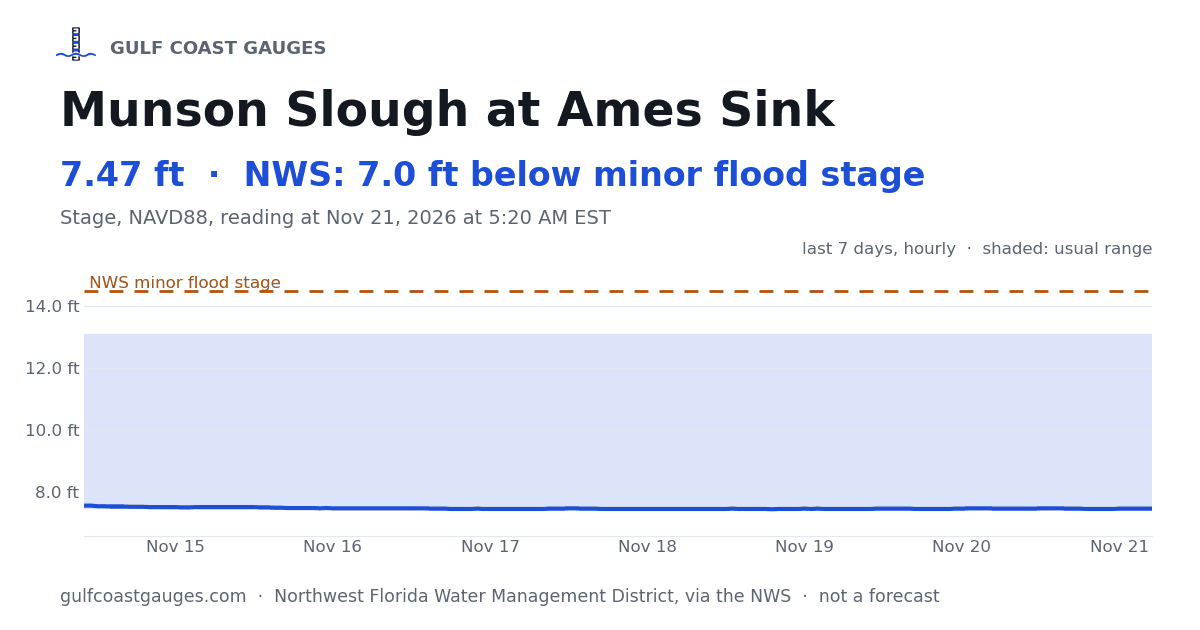 GULF COAST GAUGES
Munson Slough at Ames Sink
7.47 ft · NWS: 7.0 ft below minor flood stage
Stage, NAVD88, reading at Nov 21, 2026 at 5:20 AM EST
last 7 days, hourly · shaded: usual range
NWS minor flood stage
14.0 ft
12.0 ft
10.0 ft
8.0 ft
Nov 15 Nov 16 Nov 17 Nov 18 Nov 19 Nov 20 Nov 21
gulfcoastgauges.com · Northwest Florida Water Management District, via the NWS · not a forecast